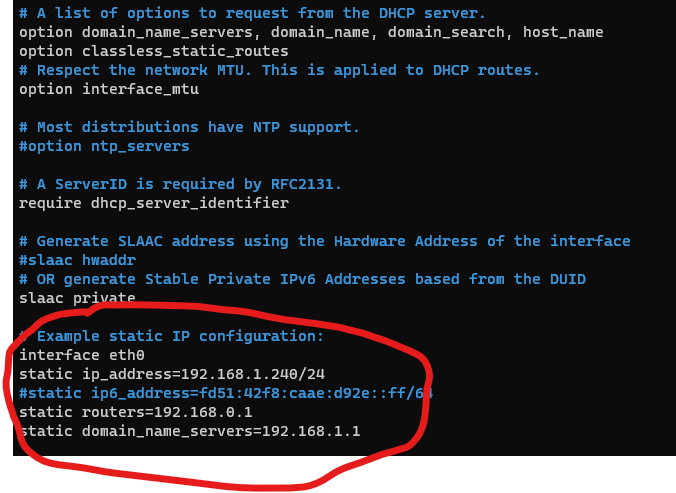 # A list of options to request from the DHCP server.
option domain_name_servers, domain_name, domain_search, host_name
option classless_static_routes
# Respect the network MTU. This is applied to DHCP routes.
option interface_mtu
# Most distributions have NTP support.
#option ntp_servers
# A ServerID is required by RFC2131.
require dhcp_server_identifier
# Generate SLAAC address using the Hardware Address of the interface
#slaac hwaddr
# OR generate Stable Private IPv6 Addresses based from the DUID
slaac private
# Example static IP configuration:
interface eth0
static ip_address=192.168.1.240/24
#static ip6_address=fd51:42f8:caae:d92e::ff/64
static routers=192.168.0.1
static domain_name_servers=192.168.1.1